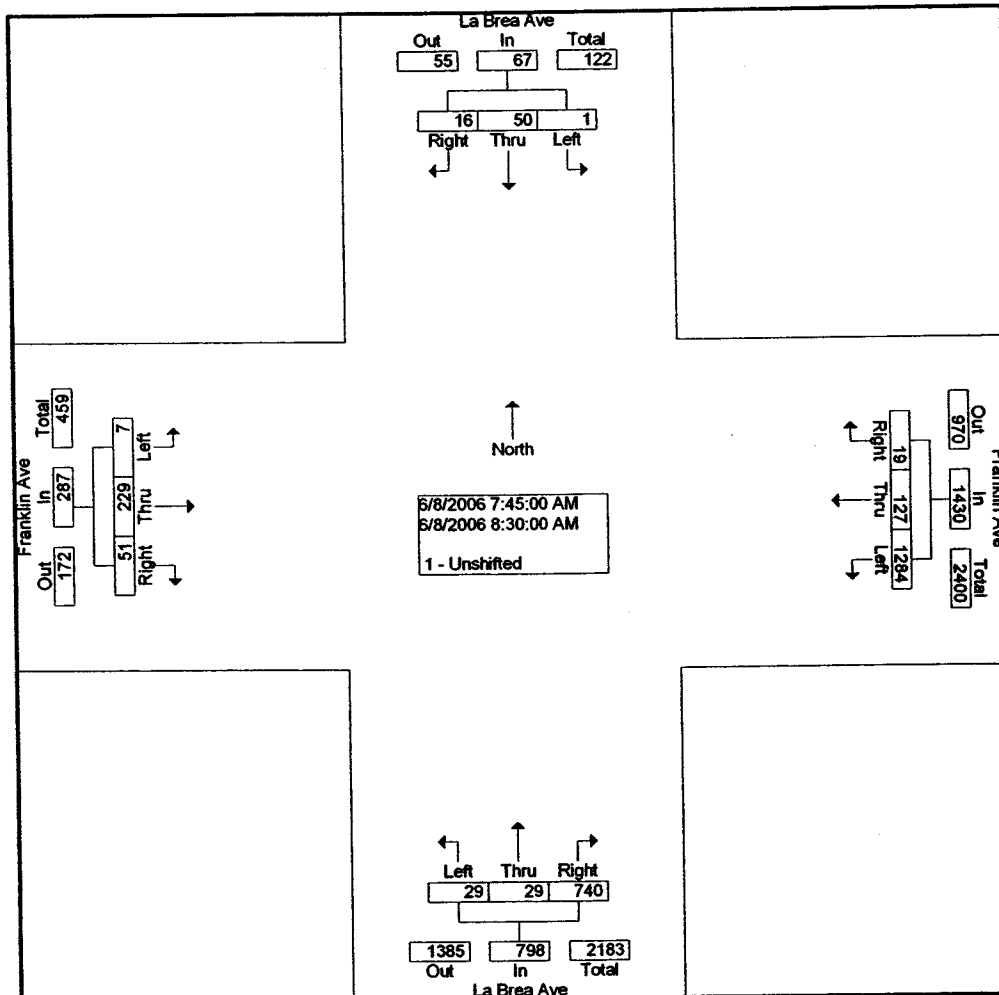 La Brea Ave
Out In Total
55 67 122
16 50 1
Right Thru Left
Franklin Ave
Total In Out
459 287 172
7 229 51
Left Thru Right
North
6/8/2006 7:45:00 AM
6/8/2006 8:30:00 AM
1 - Unshifted
Right Thru Left
19 127 1284
Out In Total
970 1430 2400
Franklin Ave
Left Thru Right
29 29 740
1385 798 2183
Out In Total
La Brea Ave